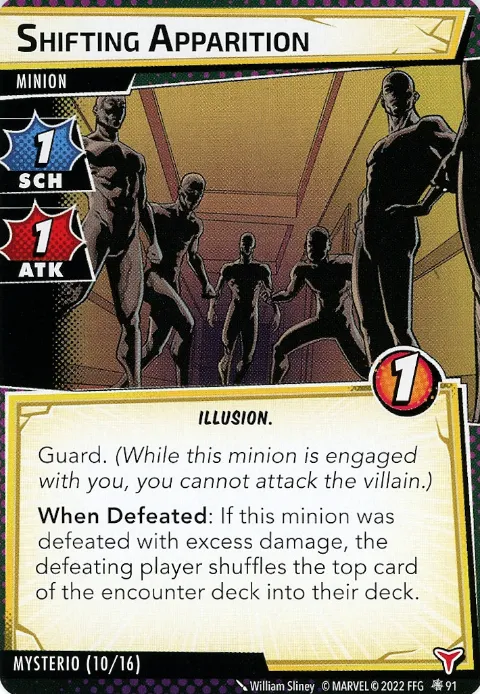 SHIFTING APPARITION
MINION
1
SCH
1
ATK
1
ILLUSION.
Guard. (While this minion is engaged
with you, you cannot attack the villain.)
When Defeated: If this minion was
defeated with excess damage, the
defeating player shuffles the top card
of the encounter deck into their deck.
MYSTERIO (10/16)
William Sliney © MARVEL © 2022 FFG 91